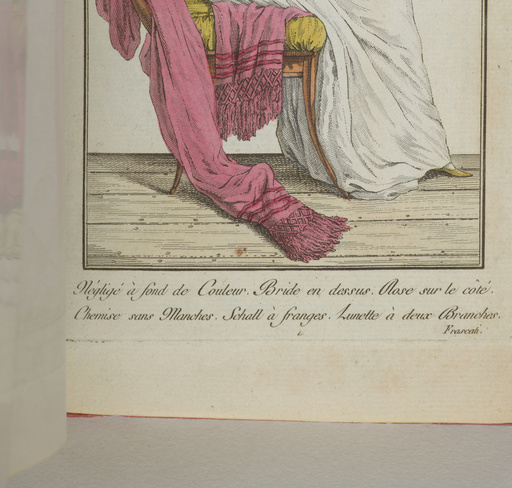 Négligé à fond de Couleur. Bride en dessus. Rose sur le côté.
Chemise sans Manches. Schall à franges. Lunette à deux Branches.
Frascati.